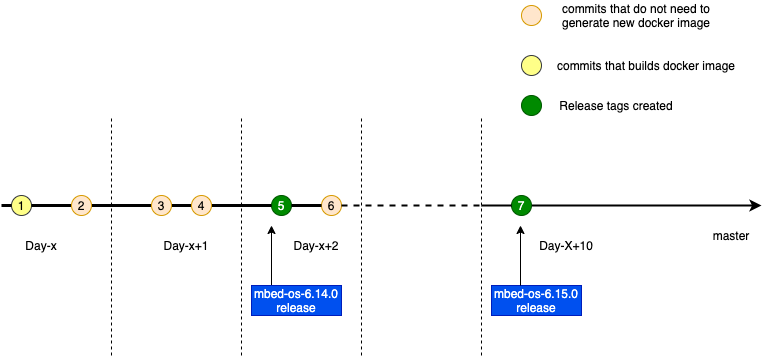 commits that do not need to
generate new docker image
commits that builds docker image
Release tags created
1
2
3
4
5
6
7
Day-x
Day-x+1
Day-x+2
Day-X+10
master
mbed-os-6.14.0
release
mbed-os-6.15.0
release